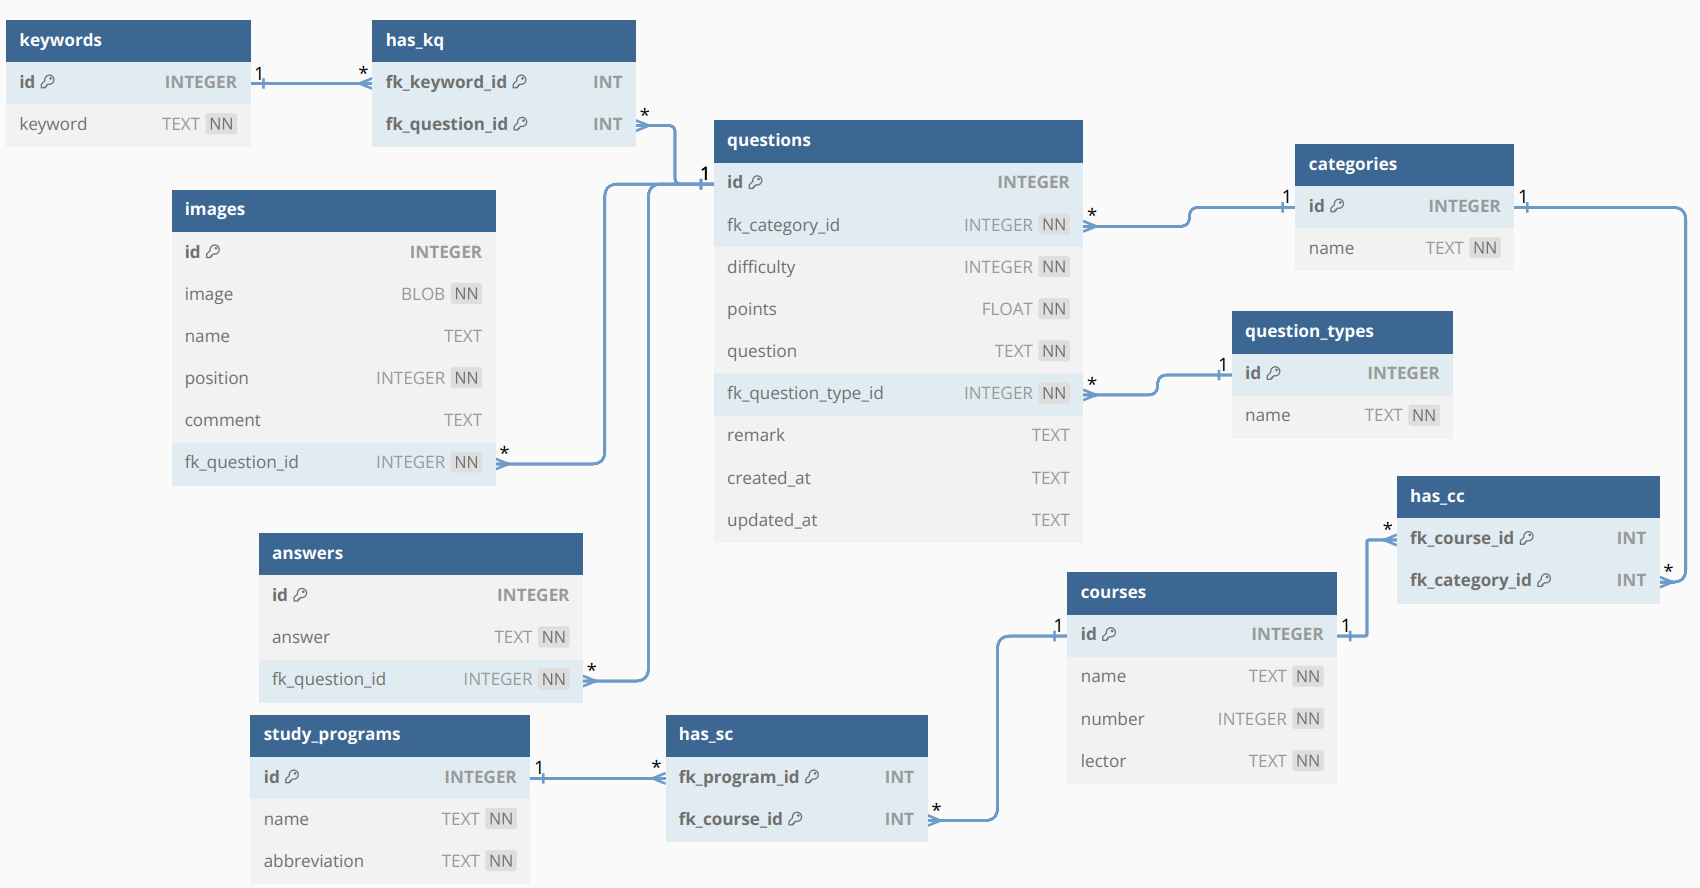 keywords
id INTEGER
keyword TEXT NN
1 *
has_kq
fk_keyword_id INT
fk_question_id INT
*
images
id INTEGER
image BLOB NN
name TEXT
position INTEGER NN
comment TEXT
fk_question_id INTEGER NN
*
1
questions
id INTEGER
fk_category_id INTEGER NN
difficulty INTEGER NN
points FLOAT NN
question TEXT NN
fk_question_type_id INTEGER NN
remark TEXT
created_at TEXT
updated_at TEXT
* 1
categories
id INTEGER
name TEXT NN
1
* 1
question_types
id INTEGER
name TEXT NN
has_cc
fk_course_id INT
fk_category_id INT
*
*
answers
id INTEGER
answer TEXT NN
fk_question_id INTEGER NN
*
courses
id INTEGER
name TEXT NN
number INTEGER NN
lector TEXT NN
1
1
study_programs
id INTEGER
name TEXT NN
abbreviation TEXT NN
1 *
has_sc
fk_program_id INT
fk_course_id INT
*